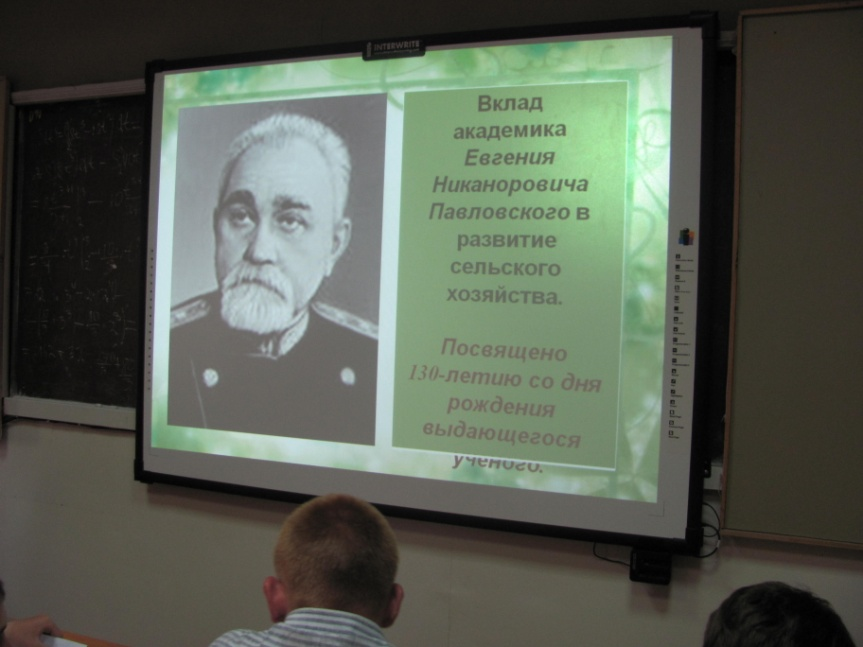 INTERWRITE
Вклад
академика
Евгения
Никаноровича
Павловского в
развитие
сельского
хозяйства.
Посвящено
130-летию со дня
рождения
выдающегося
ученого.